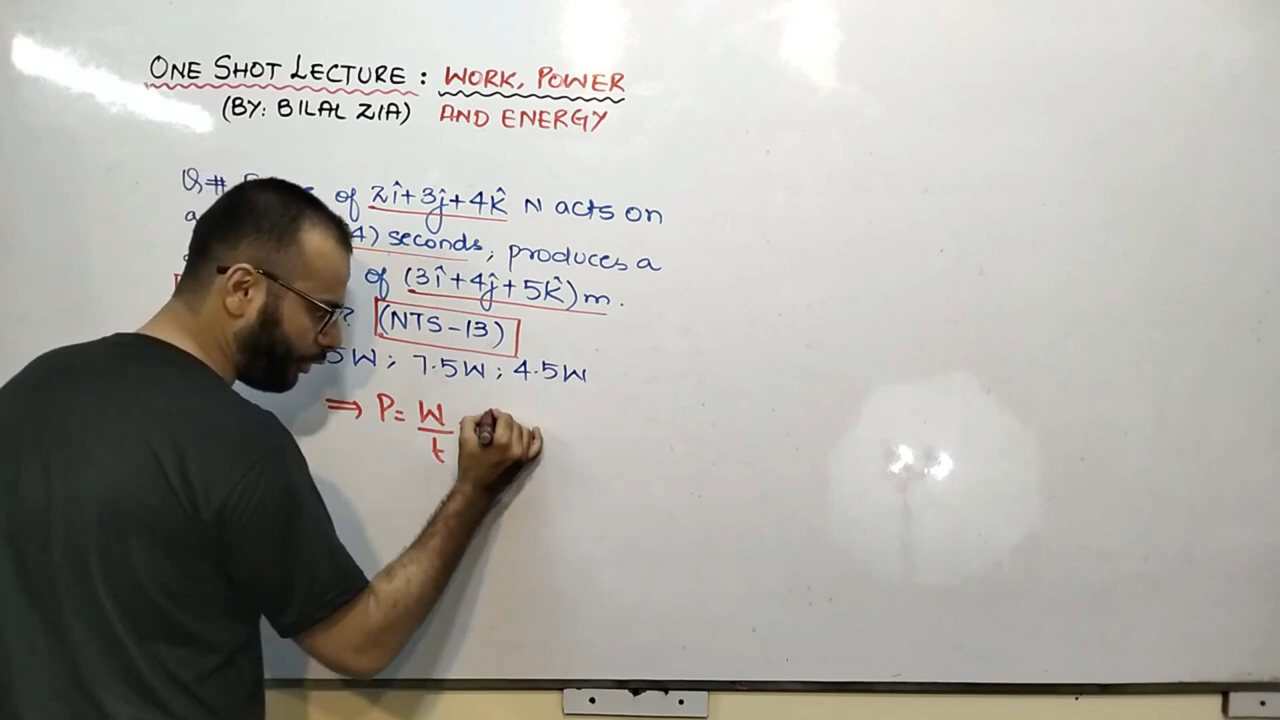 ONE SHOT LECTURE : WORK, POWER
(BY: BILAL ZIA) AND ENERGY
Q# of 2î+3ĵ+4k̂ N acts on
4) seconds, produces a
of (3î+4ĵ+5k̂)m.
? (NTS-13)
5W ; 7.5W ; 4.5W
⇒ P= W/t